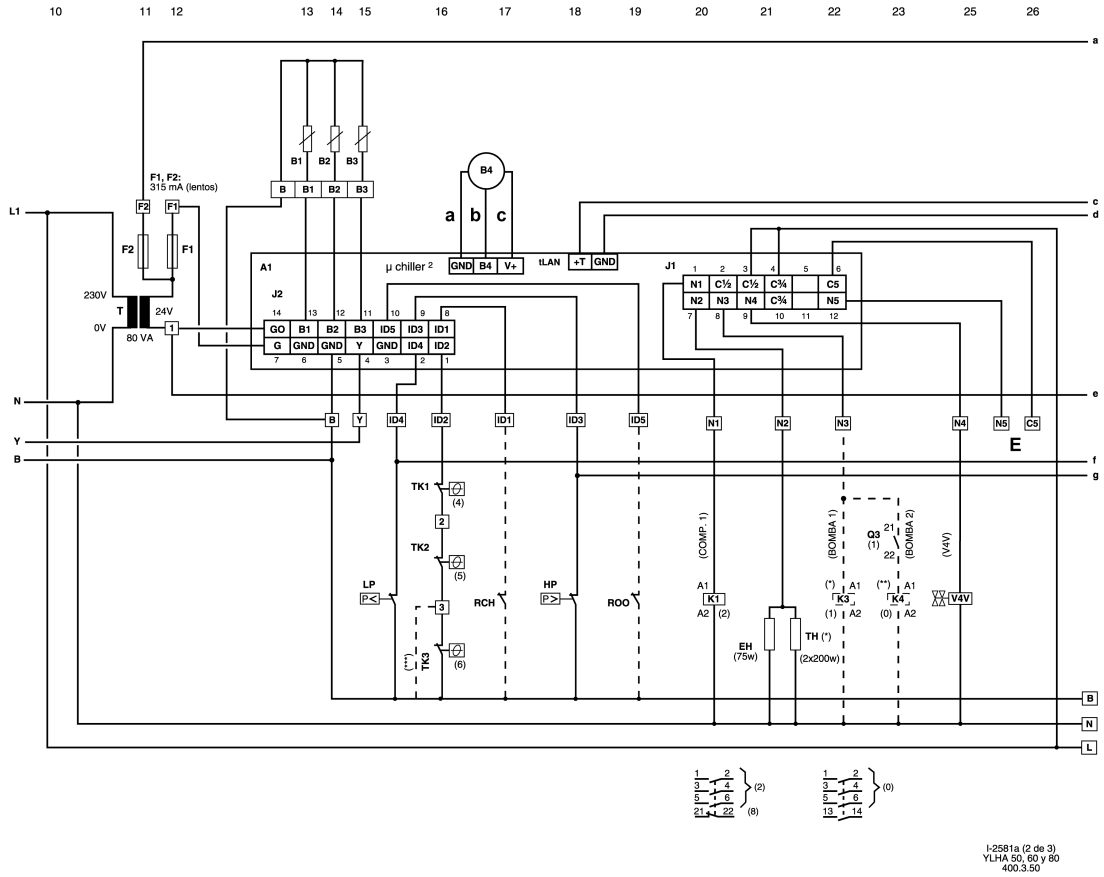 10 11 12 13 14 15 16 17 18 19 20 21 22 23 25 26
a
B1 B2 B3
F1, F2:
315 mA (lentos)
B4
B B1 B2 B3
F2 F1
a b c
c
L1
d
F2 F1
A1
µ chiller 2
GND B4 V+
tLAN
+T GND
J1
1 2 3 4 5 6
N1 C½ C½ C¾ C5
N2 N3 N4 C¾ N5
7 8 9 10 11 12
J2
230V
T
24V
0V
80 VA
1
14 13 12 11 10 9 8
GO B1 B2 B3 ID5 ID3 ID1
G GND GND Y GND ID4 ID2
7 6 5 4 3 2 1
e
N
B Y ID4 ID2 ID1 ID3 ID5 N1 N2 N3 N4 N5 C5
E
Y
B
f
g
TK1
(4)
2
TK2
(5)
3
TK3
(6)
(***)
LP
P<
RCH
HP
P>
ROO
(COMP. 1)
A1
K1
A2 (2)
EH
(75w)
TH (*)
(2x200w)
(BOMBA 1)
(*) A1
K3
(1) A2
Q3
(1)
21
22
(BOMBA 2)
(**) A1
K4
(0) A2
(V4V)
V4V
B
N
L
1 2
3 4
5 6
21 22
(2)
(8)
1 2
3 4
5 6
13 14
(0)
I-2581a (2 de 3)
YLHA 50, 60 y 80
400.3.50